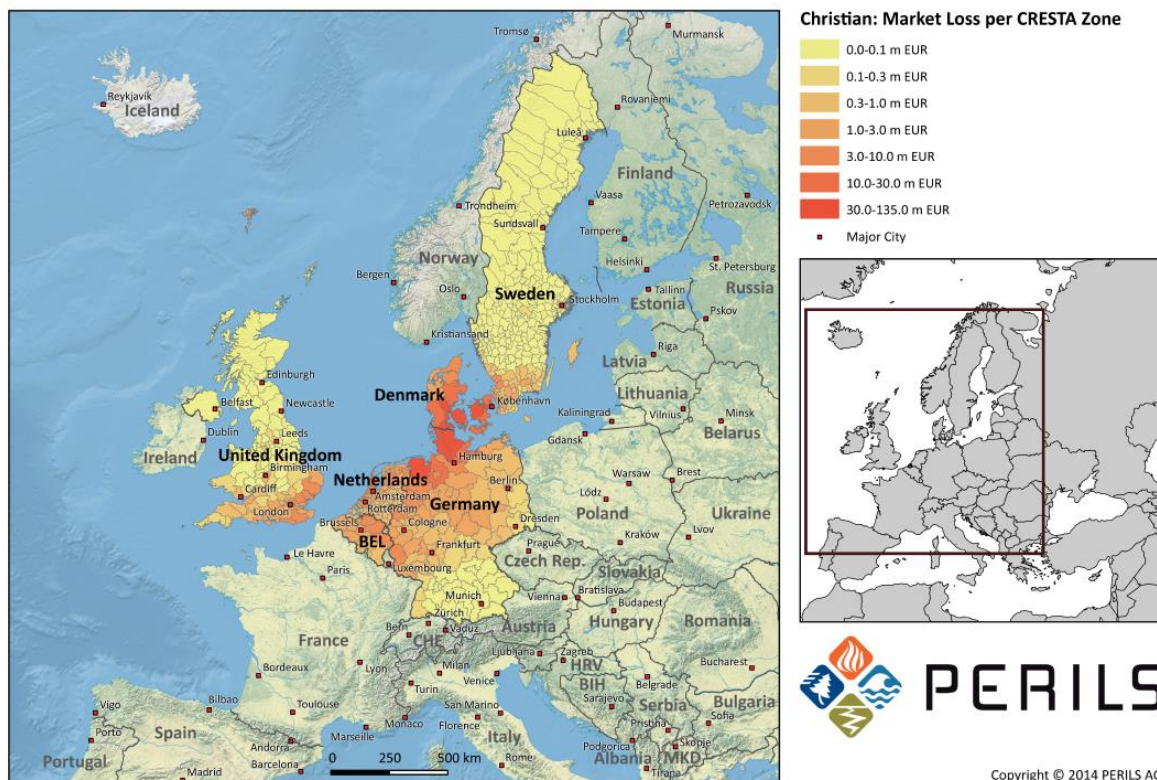 Christian: Market Loss per CRESTA Zone
0.0-0.1 m EUR
0.1-0.3 m EUR
0.3-1.0 m EUR
1.0-3.0 m EUR
3.0-10.0 m EUR
10.0-30.0 m EUR
30.0-135.0 m EUR
Major City
Tromsø
Murmansk
Reykjavík
Iceland
Rovaniemi
Luleå
Finland
Vaasa
Petrozavodsk
Trondheim
Sundsvall
Tampere
Norway
Helsinki
St. Petersburg
Bergen
Oslo
Sweden
Stockholm
Tallinn
Estonia
Russia
Pskov
Kristiansand
Riga
Latvia
Denmark
København
Lithuania
Edinburgh
Belfast
Newcastle
Kaliningrad
Vilnius
Minsk
Gdansk
Belarus
Dublin
Leeds
Ireland
United Kingdom
Hamburg
Birmingham
Netherlands
Warsaw
Brest
Cardiff
Amsterdam
Berlin
London
Rotterdam
Germany
Łódz
Poland
Ukraine
Brussels
Cologne
Dresden
BEL
Kraków
Lvov
Le Havre
Frankfurt
Prague
Paris
Luxembourg
Czech Rep.
Slovakia
Munich
Vienna
Bratislava
Zürich
Budapest
France
Bern
Vaduz
Austria
Hungary
Romania
CHE
Ljubljana
Zagreb
Lyon
Milan
HRV
Bucharest
Bordeaux
Turin
Venice
BIH
Belgrade
Bilbao
San Marino
Sarajevo
Serbia
Bulgaria
Vigo
Toulouse
Monaco
Florence
Pristina
Sofia
Porto
Spain
Marseille
Italy
Podgorica
Skopje
Andorra
Portugal
Madrid
Barcelona
0 250 500 km
Rome
Albania
MKD
Tirapa
PERILS
Copyright © 2014 PERILS AG